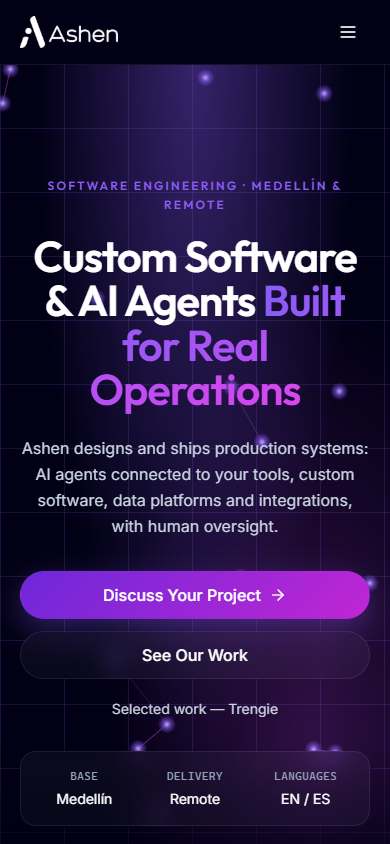 Ashen
SOFTWARE ENGINEERING · MEDELLÍN &
REMOTE
Custom Software
& AI Agents Built
for Real
Operations
Ashen designs and ships production systems:
AI agents connected to your tools, custom
software, data platforms and integrations,
with human oversight.
Discuss Your Project →
See Our Work
Selected work — Trengie
BASE DELIVERY LANGUAGES
Medellín Remote EN / ES